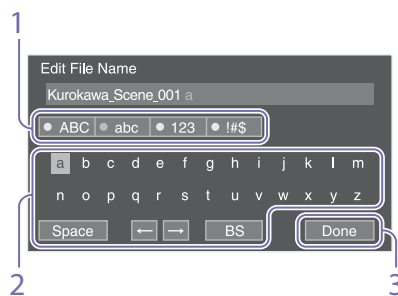 1
Edit File Name
Kurokawa_Scene_001 a
ABC abc 123 !#$
a b c d e f g h i j k l m
n o p q r s t u v w x y z
Space ← → BS Done
2 3